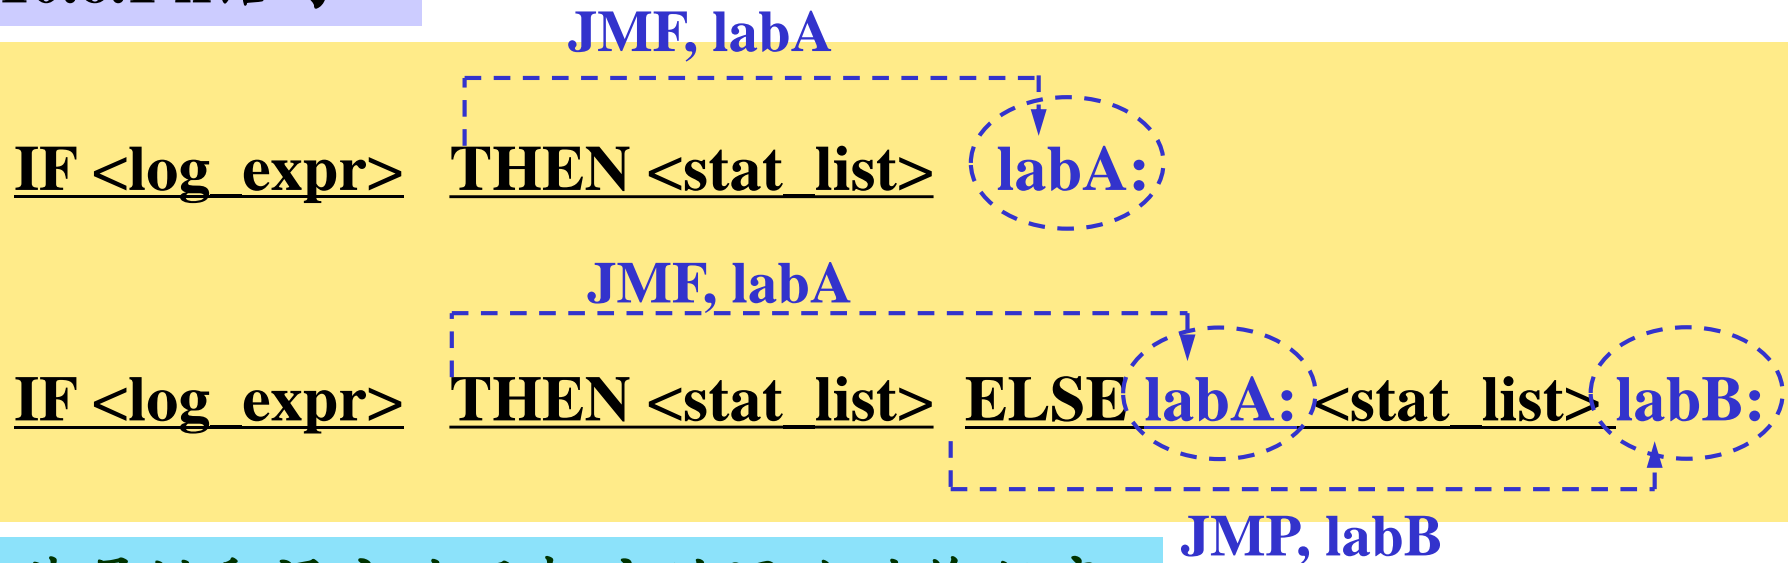 JMF, labA
IF <log_expr> THEN <stat_list> labA:
JMF, labA
IF <log_expr> THEN <stat_list> ELSE labA: <stat_list> labB:
JMP, labB